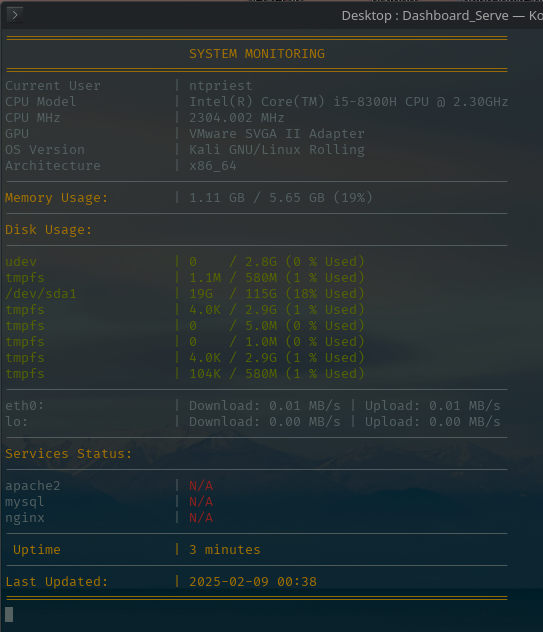 Desktop : Dashboard_Serve — Ko
SYSTEM MONITORING
Current User | ntpriest
CPU Model | Intel(R) Core(TM) i5-8300H CPU @ 2.30GHz
CPU MHz | 2304.002 MHz
GPU | VMware SVGA II Adapter
OS Version | Kali GNU/Linux Rolling
Architecture | x86_64
Memory Usage: | 1.11 GB / 5.65 GB (19%)
Disk Usage:
udev | 0 / 2.8G (0 % Used)
tmpfs | 1.1M / 580M (1 % Used)
/dev/sda1 | 19G / 115G (18% Used)
tmpfs | 4.0K / 2.9G (1 % Used)
tmpfs | 0 / 5.0M (0 % Used)
tmpfs | 0 / 1.0M (0 % Used)
tmpfs | 4.0K / 2.9G (1 % Used)
tmpfs | 104K / 580M (1 % Used)
eth0: | Download: 0.01 MB/s | Upload: 0.01 MB/s
lo: | Download: 0.00 MB/s | Upload: 0.00 MB/s
Services Status:
apache2 | N/A
mysql | N/A
nginx | N/A
Uptime | 3 minutes
Last Updated: | 2025-02-09 00:38